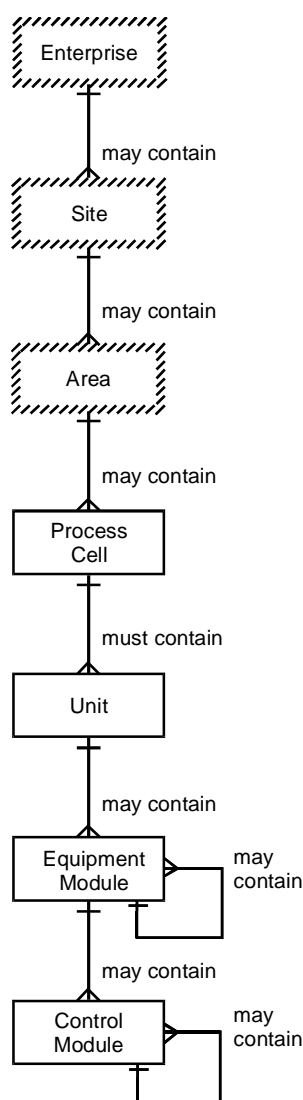 Enterprise
may contain
Site
may contain
Area
may contain
Process
Cell
must contain
Unit
may contain
Equipment
Module
may
contain
may contain
Control
Module
may
contain